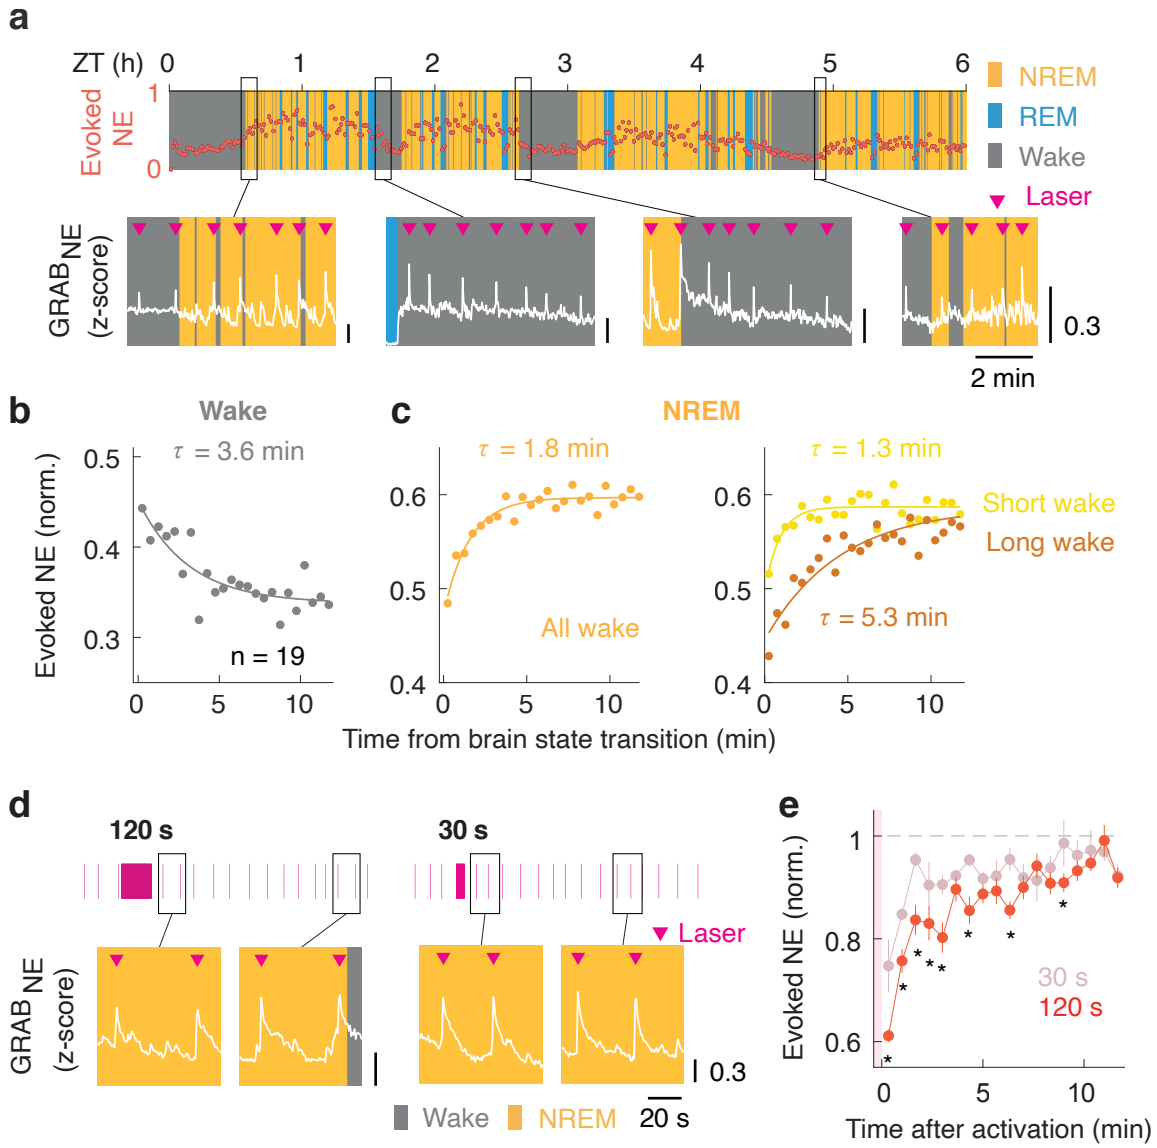 a
ZT (h) 0 1 2 3 4 5 6
Evoked
NE
1
0
NREM
REM
Wake
Laser
GRAB NE
(z-score)
0.3
2 min
b
Wake
τ = 3.6 min
Evoked NE (norm.)
0.5
0.4
0.3
n = 19
0 5 10
c
NREM
τ = 1.8 min
0.6
0.5
0.4
All wake
0 5 10
τ = 1.3 min
0.6
0.5
0.4
Short wake
Long wake
τ = 5.3 min
0 5 10
Time from brain state transition (min)
d
120 s
30 s
Laser
GRAB NE
(z-score)
0.3
20 s
Wake
NREM
e
Evoked NE (norm.)
1
0.8
0.6
30 s
120 s
* * * * * * * *
0 5 10
Time after activation (min)